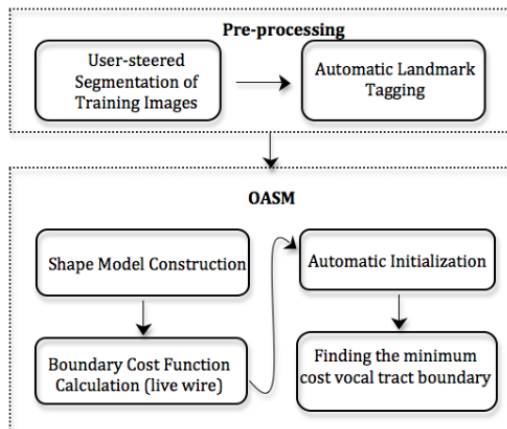 Pre-processing
User-steered
Segmentation of
Training Images
Automatic Landmark
Tagging
OASM
Shape Model Construction
Boundary Cost Function
Calculation (live wire)
Automatic Initialization
Finding the minimum
cost vocal tract boundary